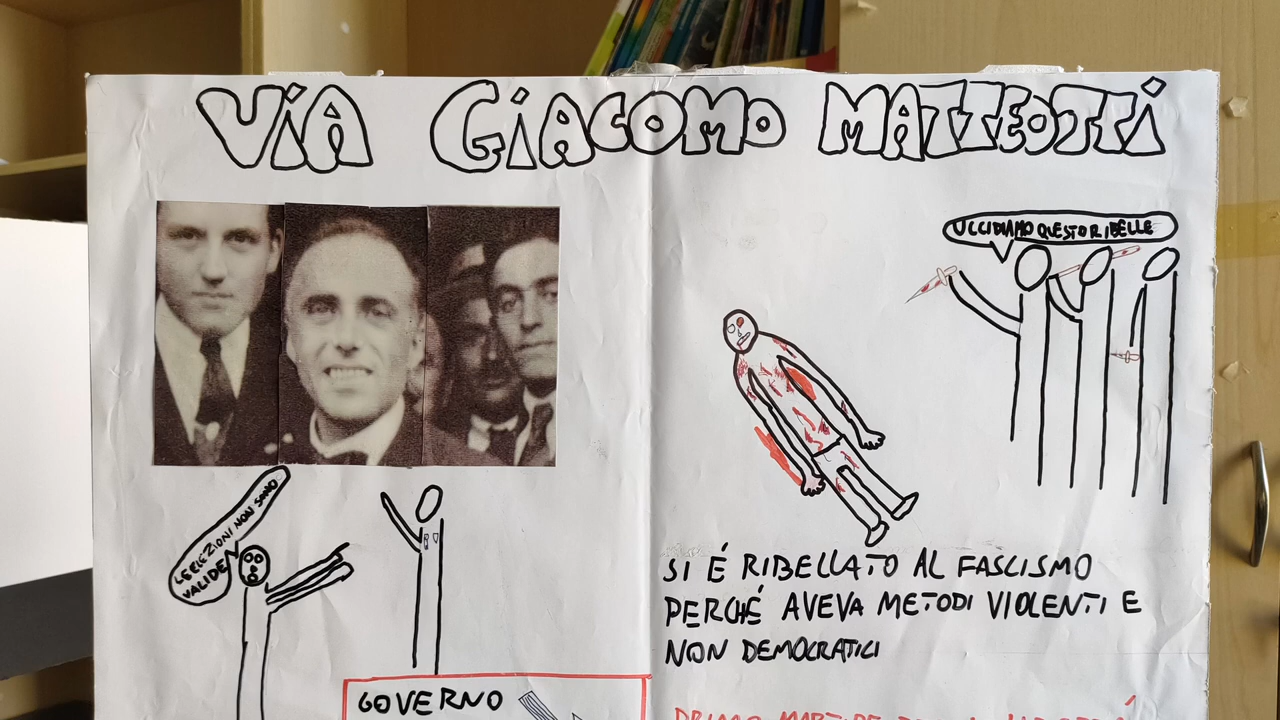 VIA GIACOMO MATTEOTTI
UCCIDIAMO QUESTO RIBELLE
LE ELEZIONI NON SONO
VALIDE
SI É RIBELLATO AL FASCISMO
PERCHÉ AVEVA METODI VIOLENTI E
NON DEMOCRATICI
GOVERNO